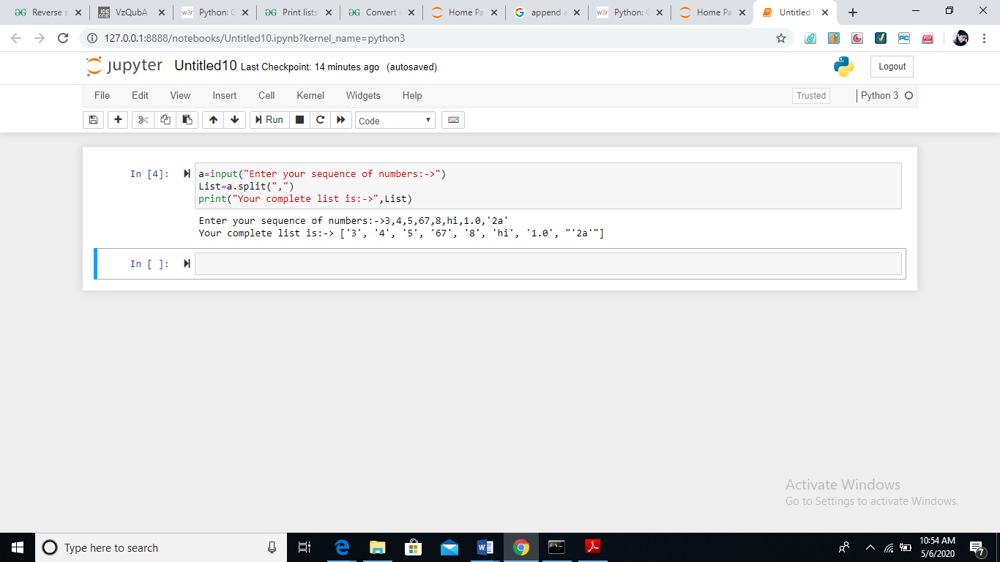 Reverse s
VzQubA
Python: G
Print lists
Convert i
Home Pa
append a
Python: G
Home Pa
Untitled1
127.0.0.1:8888/notebooks/Untitled10.ipynb?kernel_name=python3
jupyter Untitled10 Last Checkpoint: 14 minutes ago (autosaved)
Logout
File Edit View Insert Cell Kernel Widgets Help
Trusted
Python 3
Run
Code
In [4]:
a=input("Enter your sequence of numbers:->")
List=a.split(",")
print("Your complete list is:->",List)
Enter your sequence of numbers:->3,4,5,67,8,hi,1.0,'2a'
Your complete list is:-> ['3', '4', '5', '67', '8', 'hi', '1.0', "'2a'"]
In [ ]:
Activate Windows
Go to Settings to activate Windows.
Type here to search
10:54 AM
5/6/2020
7